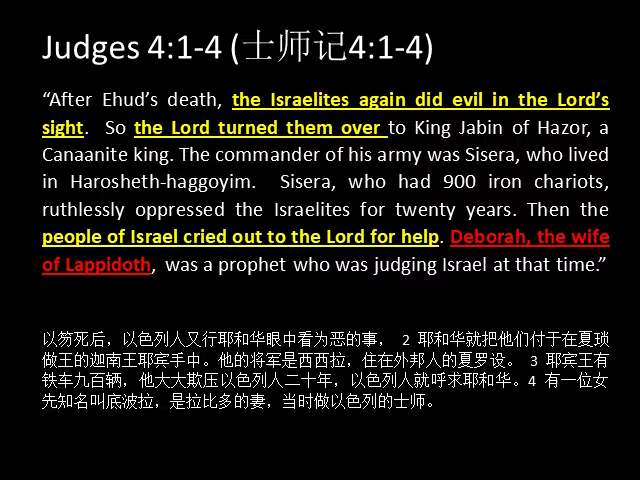 Judges 4:1-4 (士师记4:1-4)
“After Ehud’s death, the Israelites again did evil in the Lord’s
sight. So the Lord turned them over to King Jabin of Hazor, a
Canaanite king. The commander of his army was Sisera, who lived
in Harosheth-haggoyim. Sisera, who had 900 iron chariots,
ruthlessly oppressed the Israelites for twenty years. Then the
people of Israel cried out to the Lord for help. Deborah, the wife
of Lappidoth, was a prophet who was judging Israel at that time.”
以笏死后，以色列人又行耶和华眼中看为恶的事， 2 耶和华就把他们付于在夏琐
做王的迦南王耶宾手中。他的将军是西西拉，住在外邦人的夏罗设。 3 耶宾王有
铁车九百辆，他大大欺压以色列人二十年，以色列人就呼求耶和华。4 有一位女
先知名叫底波拉，是拉比多的妻，当时做以色列的士师。